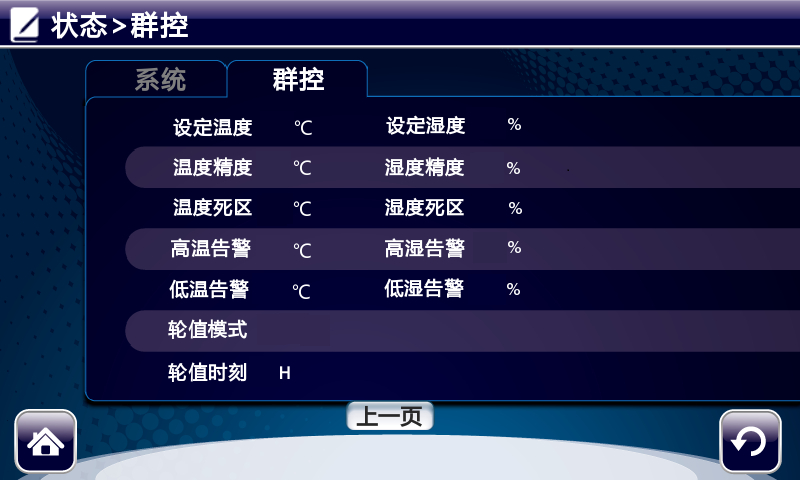 状态>群控
系统 群控
设定温度 ℃ 设定湿度 %
温度精度 ℃ 湿度精度 %
温度死区 ℃ 湿度死区 %
高温告警 ℃ 高湿告警 %
低温告警 ℃ 低湿告警 %
轮值模式
轮值时刻 H
上一页